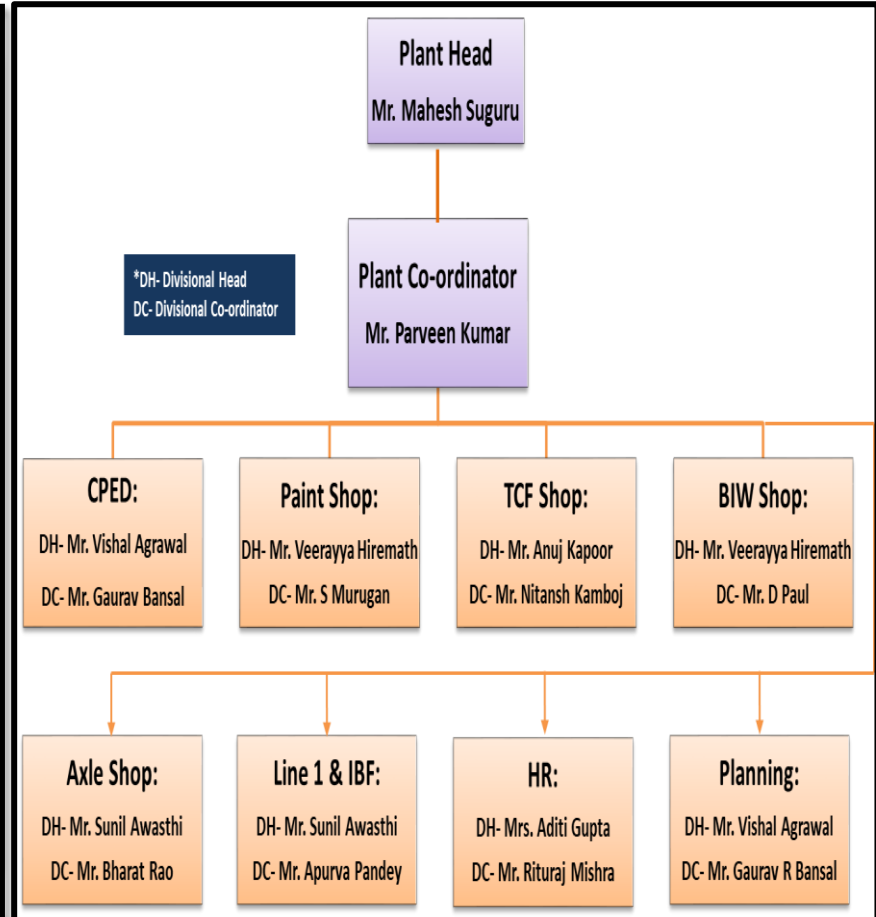 Plant Head
Mr. Mahesh Suguru
*DH- Divisional Head
DC- Divisional Co-ordinator
Plant Co-ordinator
Mr. Parveen Kumar
CPED:
DH- Mr. Vishal Agrawal
DC- Mr. Gaurav Bansal
Paint Shop:
DH- Mr. Veerayya Hiremath
DC- Mr. S Murugan
TCF Shop:
DH- Mr. Anuj Kapoor
DC- Mr. Nitansh Kamboj
BIW Shop:
DH- Mr. Veerayya Hiremath
DC- Mr. D Paul
Axle Shop:
DH- Mr. Sunil Awasthi
DC- Mr. Bharat Rao
Line 1 & IBF:
DH- Mr. Sunil Awasthi
DC- Mr. Apurva Pandey
HR:
DH- Mrs. Aditi Gupta
DC- Mr. Rituraj Mishra
Planning:
DH- Mr. Vishal Agrawal
DC- Mr. Gaurav R Bansal